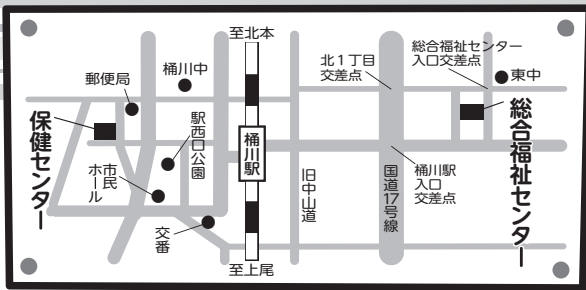 至北本
郵便局
桶川中
北1丁目
交差点
総合福祉センター
入口交差点
東中
保健センター
駅西口公園
桶川駅
総合福祉センター
市民
ホール
旧中山道
国道17号線
桶川駅
入口
交差点
交番
至上尾